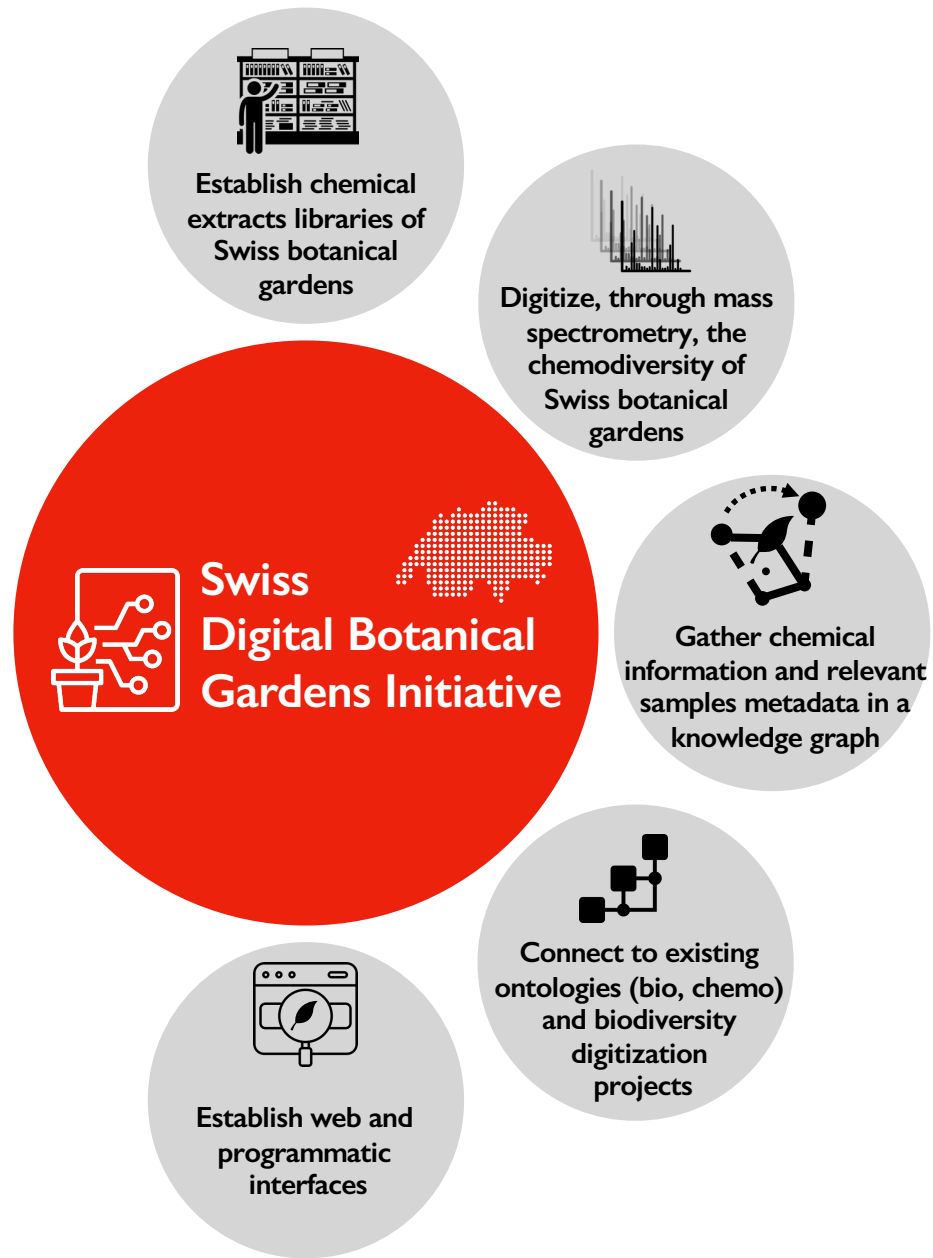 Establish chemical
extracts libraries of
Swiss botanical
gardens
Digitize, through mass
spectrometry, the
chemodiversity of
Swiss botanical
gardens
Swiss
Digital Botanical
Gardens Initiative
Gather chemical
information and relevant
samples metadata in a
knowledge graph
Connect to existing
ontologies (bio, chemo)
and biodiversity
digitization
projects
Establish web and
programmatic
interfaces